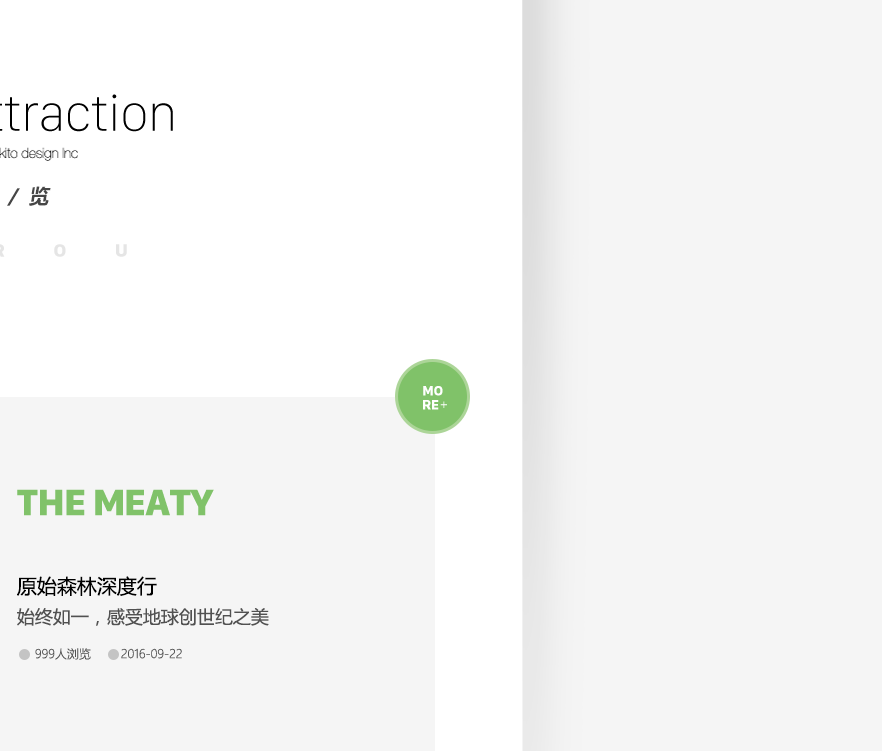 traction
kito design Inc
/ 览
R O U
MO
RE+
THE MEATY
原始森林深度行
始终如一，感受地球创世纪之美
999人浏览 2016-09-22